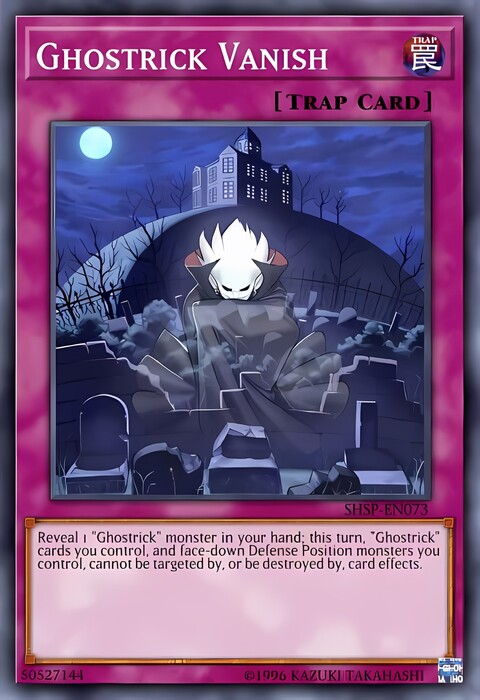 Ghostrick Vanish
TRAP
罠
[Trap Card]
SHSP-EN073
Reveal 1 "Ghostrick" monster in your hand; this turn, "Ghostrick"
cards you control, and face-down Defense Position monsters you
control, cannot be targeted by, or be destroyed by, card effects.
50527144
©1996 KAZUKI TAKAHASHI